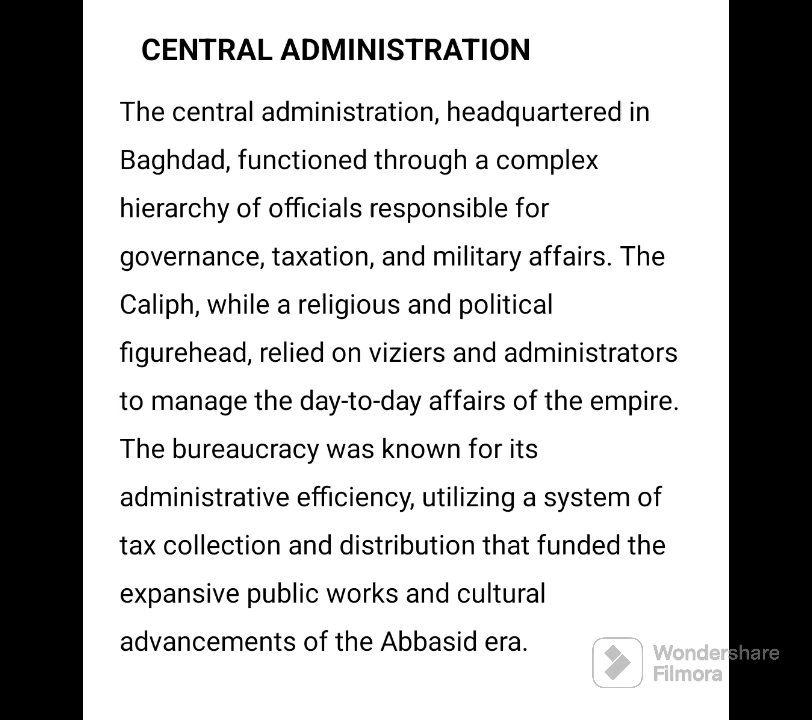 CENTRAL ADMINISTRATION
The central administration, headquartered in
Baghdad, functioned through a complex
hierarchy of officials responsible for
governance, taxation, and military affairs. The
Caliph, while a religious and political
figurehead, relied on viziers and administrators
to manage the day-to-day affairs of the empire.
The bureaucracy was known for its
administrative efficiency, utilizing a system of
tax collection and distribution that funded the
expansive public works and cultural
advancements of the Abbasid era.
Wondershare
Filmora